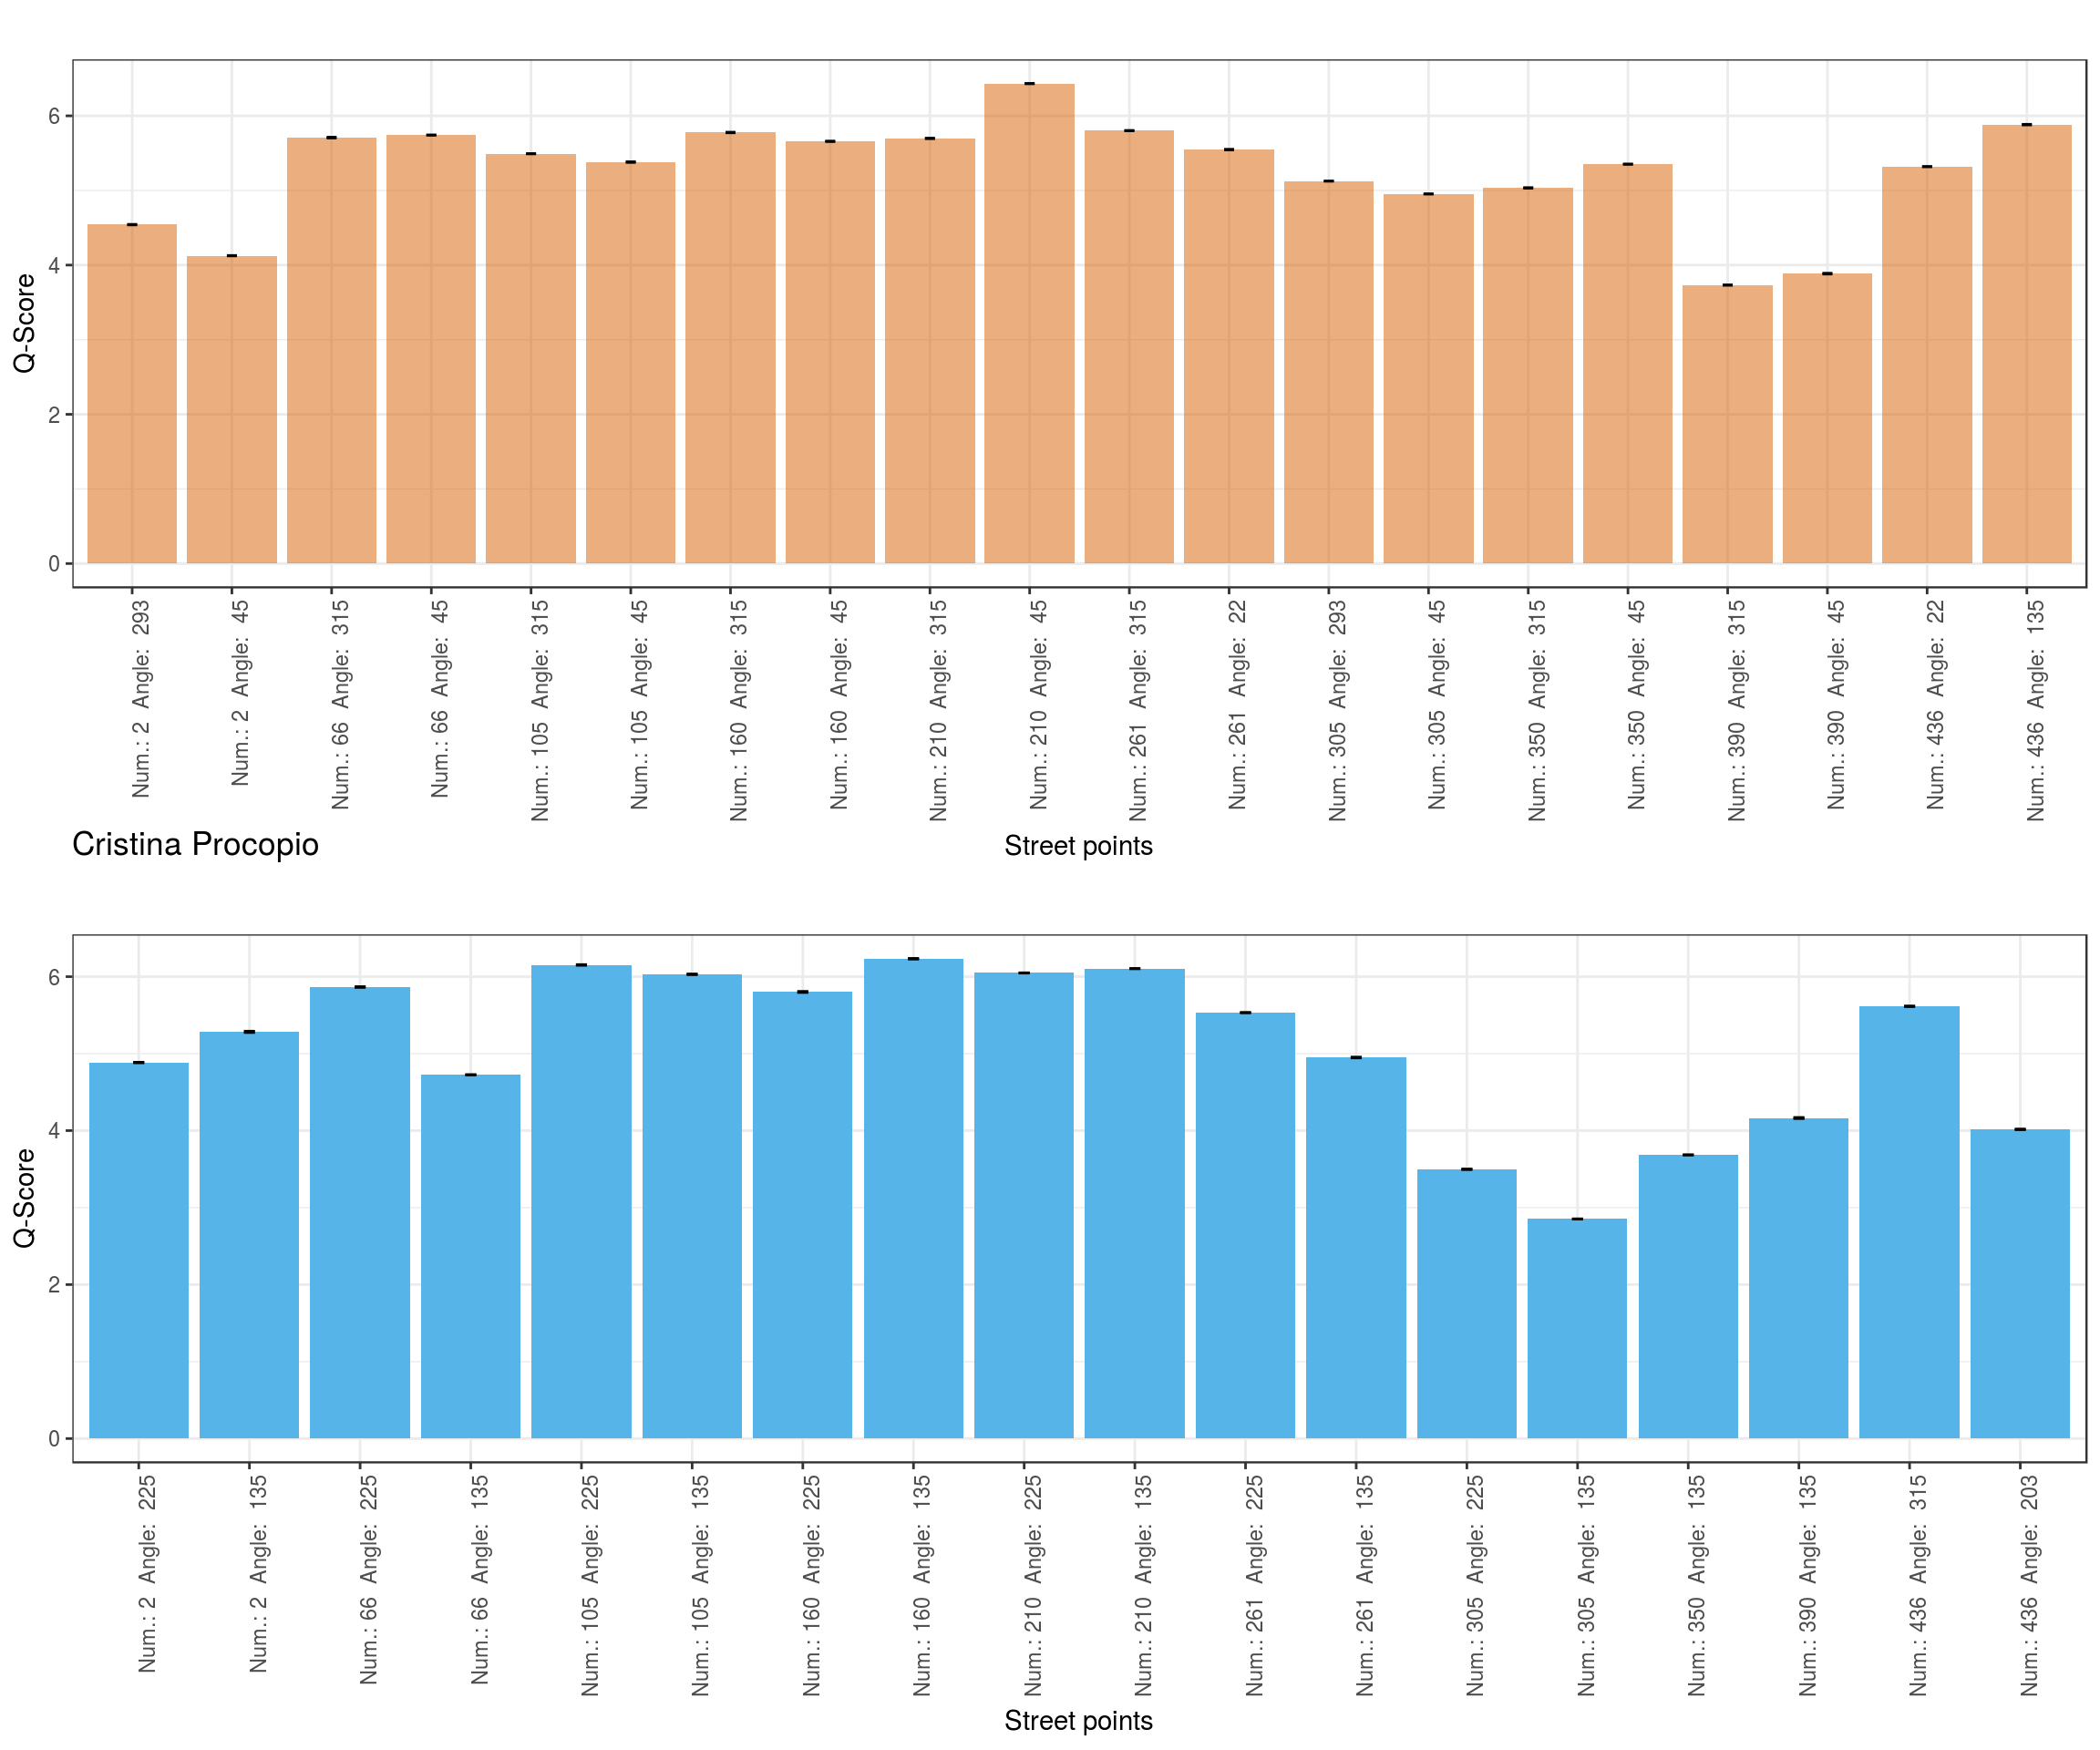 Q-Score
6
4
2
0
Num.: 2 Angle: 293
Num.: 2 Angle: 45
Num.: 66 Angle: 315
Num.: 66 Angle: 45
Num.: 105 Angle: 315
Num.: 105 Angle: 45
Num.: 160 Angle: 315
Num.: 160 Angle: 45
Num.: 210 Angle: 315
Num.: 210 Angle: 45
Num.: 261 Angle: 315
Num.: 261 Angle: 22
Num.: 305 Angle: 293
Num.: 305 Angle: 45
Num.: 350 Angle: 315
Num.: 350 Angle: 45
Num.: 390 Angle: 315
Num.: 390 Angle: 45
Num.: 436 Angle: 22
Num.: 436 Angle: 135
Street points
Cristina Procopio
Q-Score
6
4
2
0
Num.: 2 Angle: 225
Num.: 2 Angle: 135
Num.: 66 Angle: 225
Num.: 66 Angle: 135
Num.: 105 Angle: 225
Num.: 105 Angle: 135
Num.: 160 Angle: 225
Num.: 160 Angle: 135
Num.: 210 Angle: 225
Num.: 210 Angle: 135
Num.: 261 Angle: 225
Num.: 261 Angle: 135
Num.: 305 Angle: 225
Num.: 305 Angle: 135
Num.: 350 Angle: 135
Num.: 390 Angle: 135
Num.: 436 Angle: 315
Num.: 436 Angle: 203
Street points